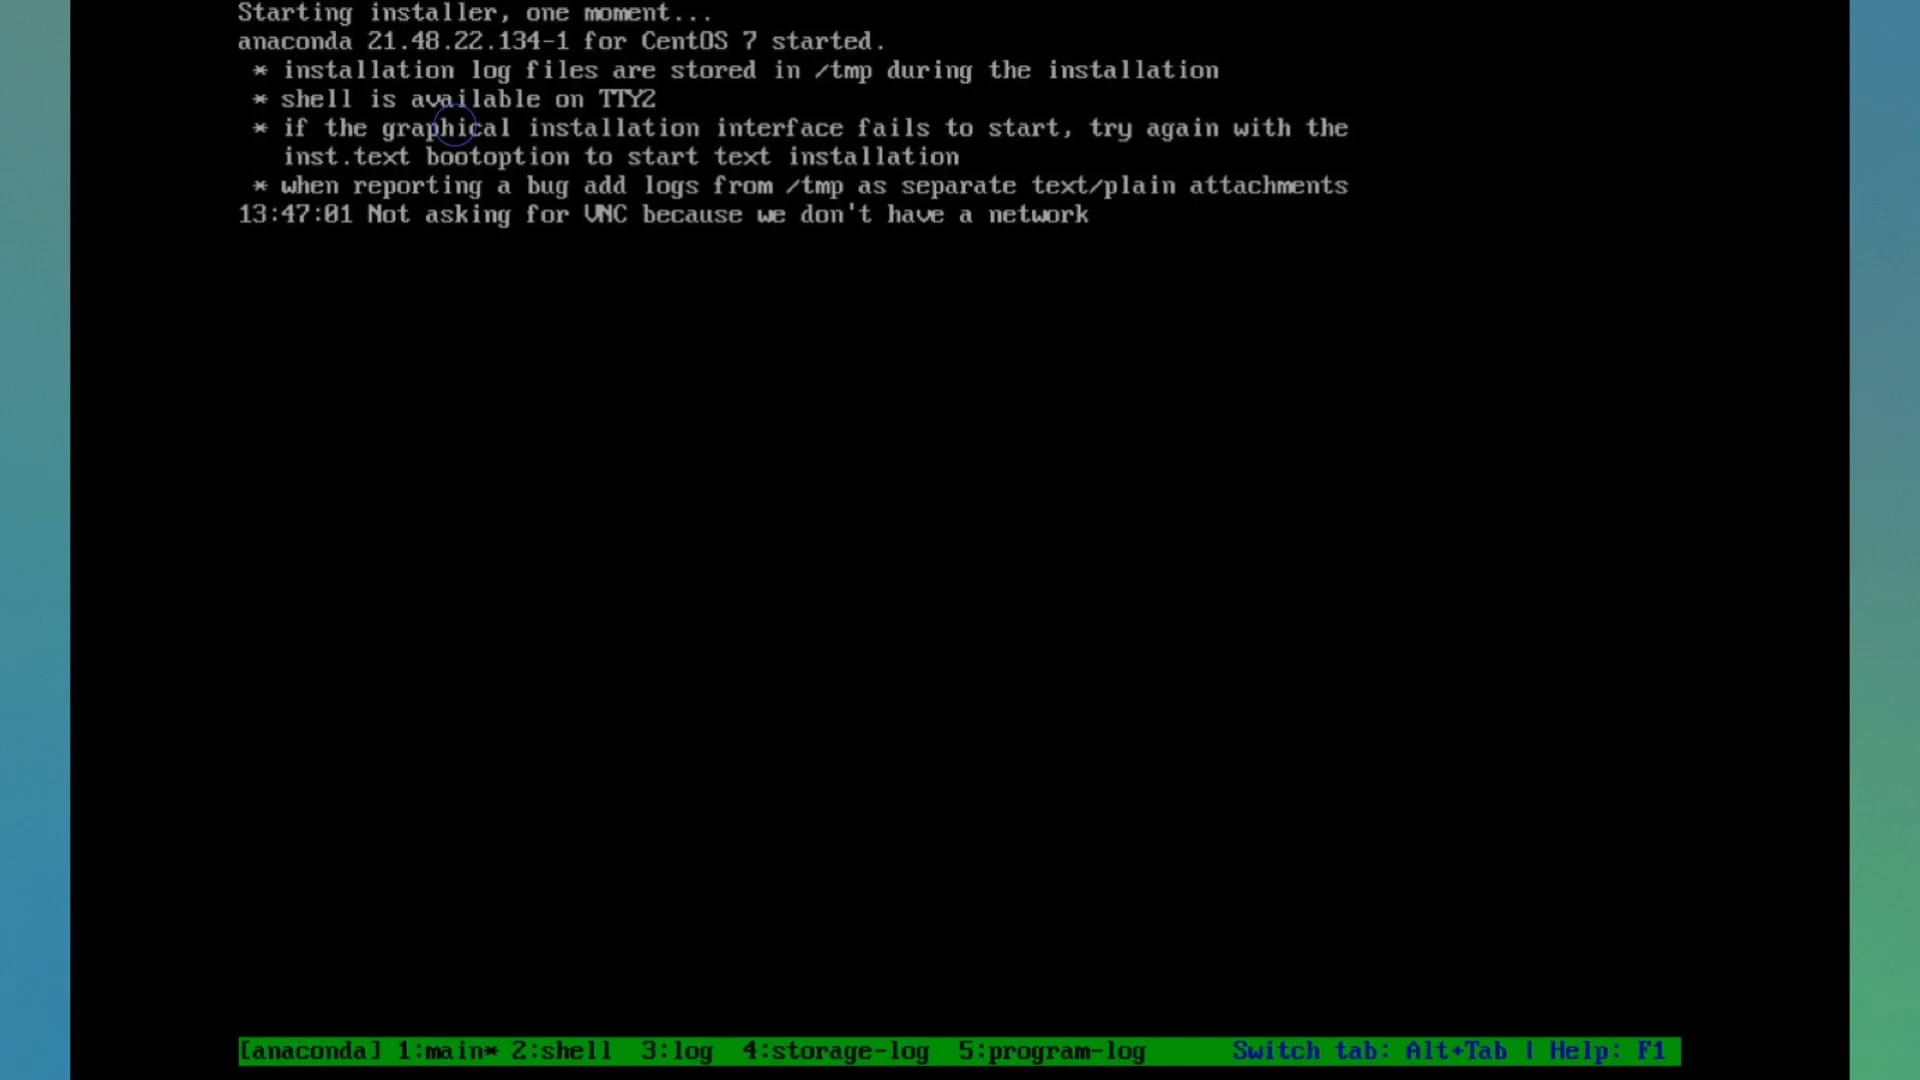 Starting installer, one moment...
anaconda 21.48.22.134-1 for CentOS 7 started.
* installation log files are stored in /tmp during the installation
* shell is available on TTY2
* if the graphical installation interface fails to start, try again with the
inst.text bootoption to start text installation
* when reporting a bug add logs from /tmp as separate text/plain attachments
13:47:01 Not asking for VNC because we don't have a network
[anaconda] 1:main* 2:shell  3:log  4:storage-log  5:program-log      Switch tab: Alt+Tab | Help: F1